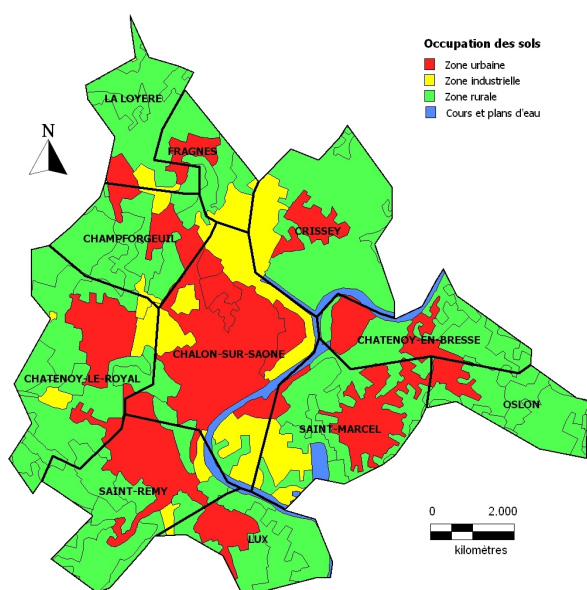 Occupation des sols
Zone urbaine
Zone industrielle
Zone rurale
Cours et plans d'eau
N
LA LOYERE
FRAGNES
CHAMPFORGEUIL
CRISSEY
CHATENOY-EN-BRESSE
CHALON-SUR-SAONE
CHATENOY-LE-ROYAL
OSLON
SAINT-MARCEL
SAINT-REMY
LUX
0 2.000
kilomètres